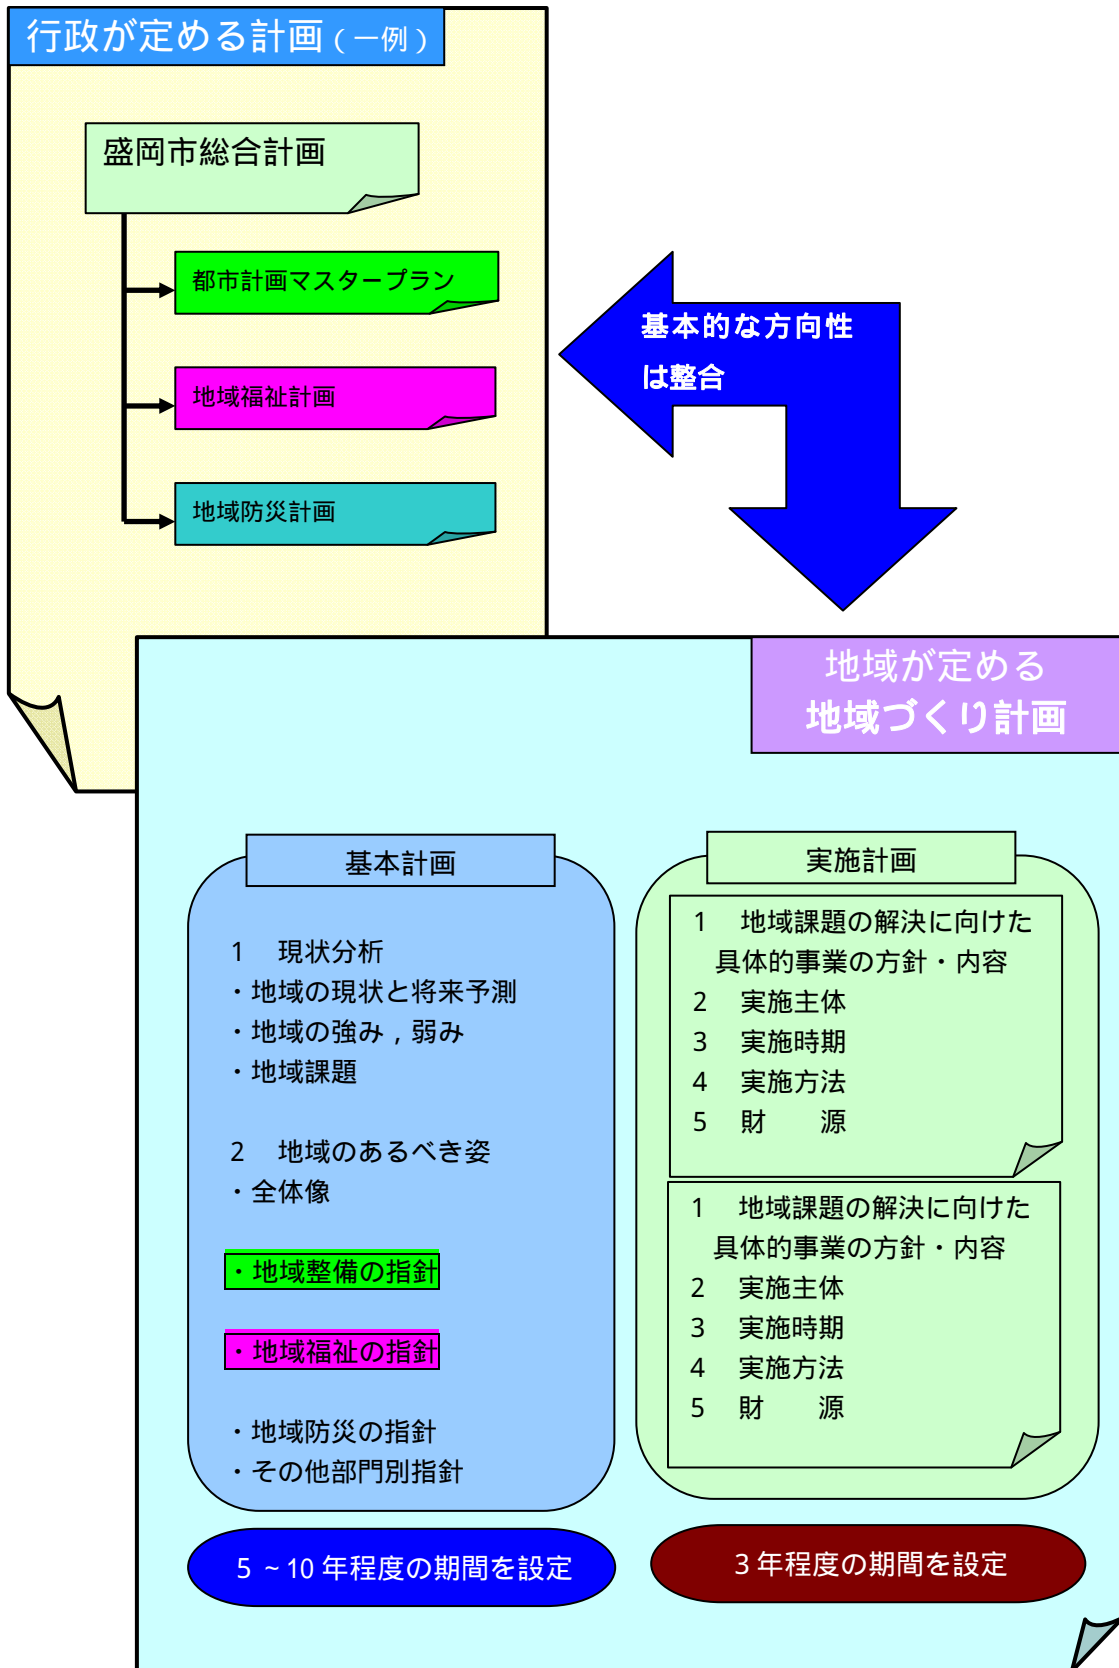 行政が定める計画（一例）
盛岡市総合計画
都市計画マスタープラン
地域福祉計画
地域防災計画
基本的な方向性
は整合
地域が定める
地域づくり計画
基本計画
1　現状分析
・地域の現状と将来予測
・地域の強み，弱み
・地域課題
2　地域のあるべき姿
・全体像
・地域整備の指針
・地域福祉の指針
・地域防災の指針
・その他部門別指針
5～10年程度の期間を設定
実施計画
1　地域課題の解決に向けた
具体的事業の方針・内容
2　実施主体
3　実施時期
4　実施方法
5　財　　源
1　地域課題の解決に向けた
具体的事業の方針・内容
2　実施主体
3　実施時期
4　実施方法
5　財　　源
3年程度の期間を設定